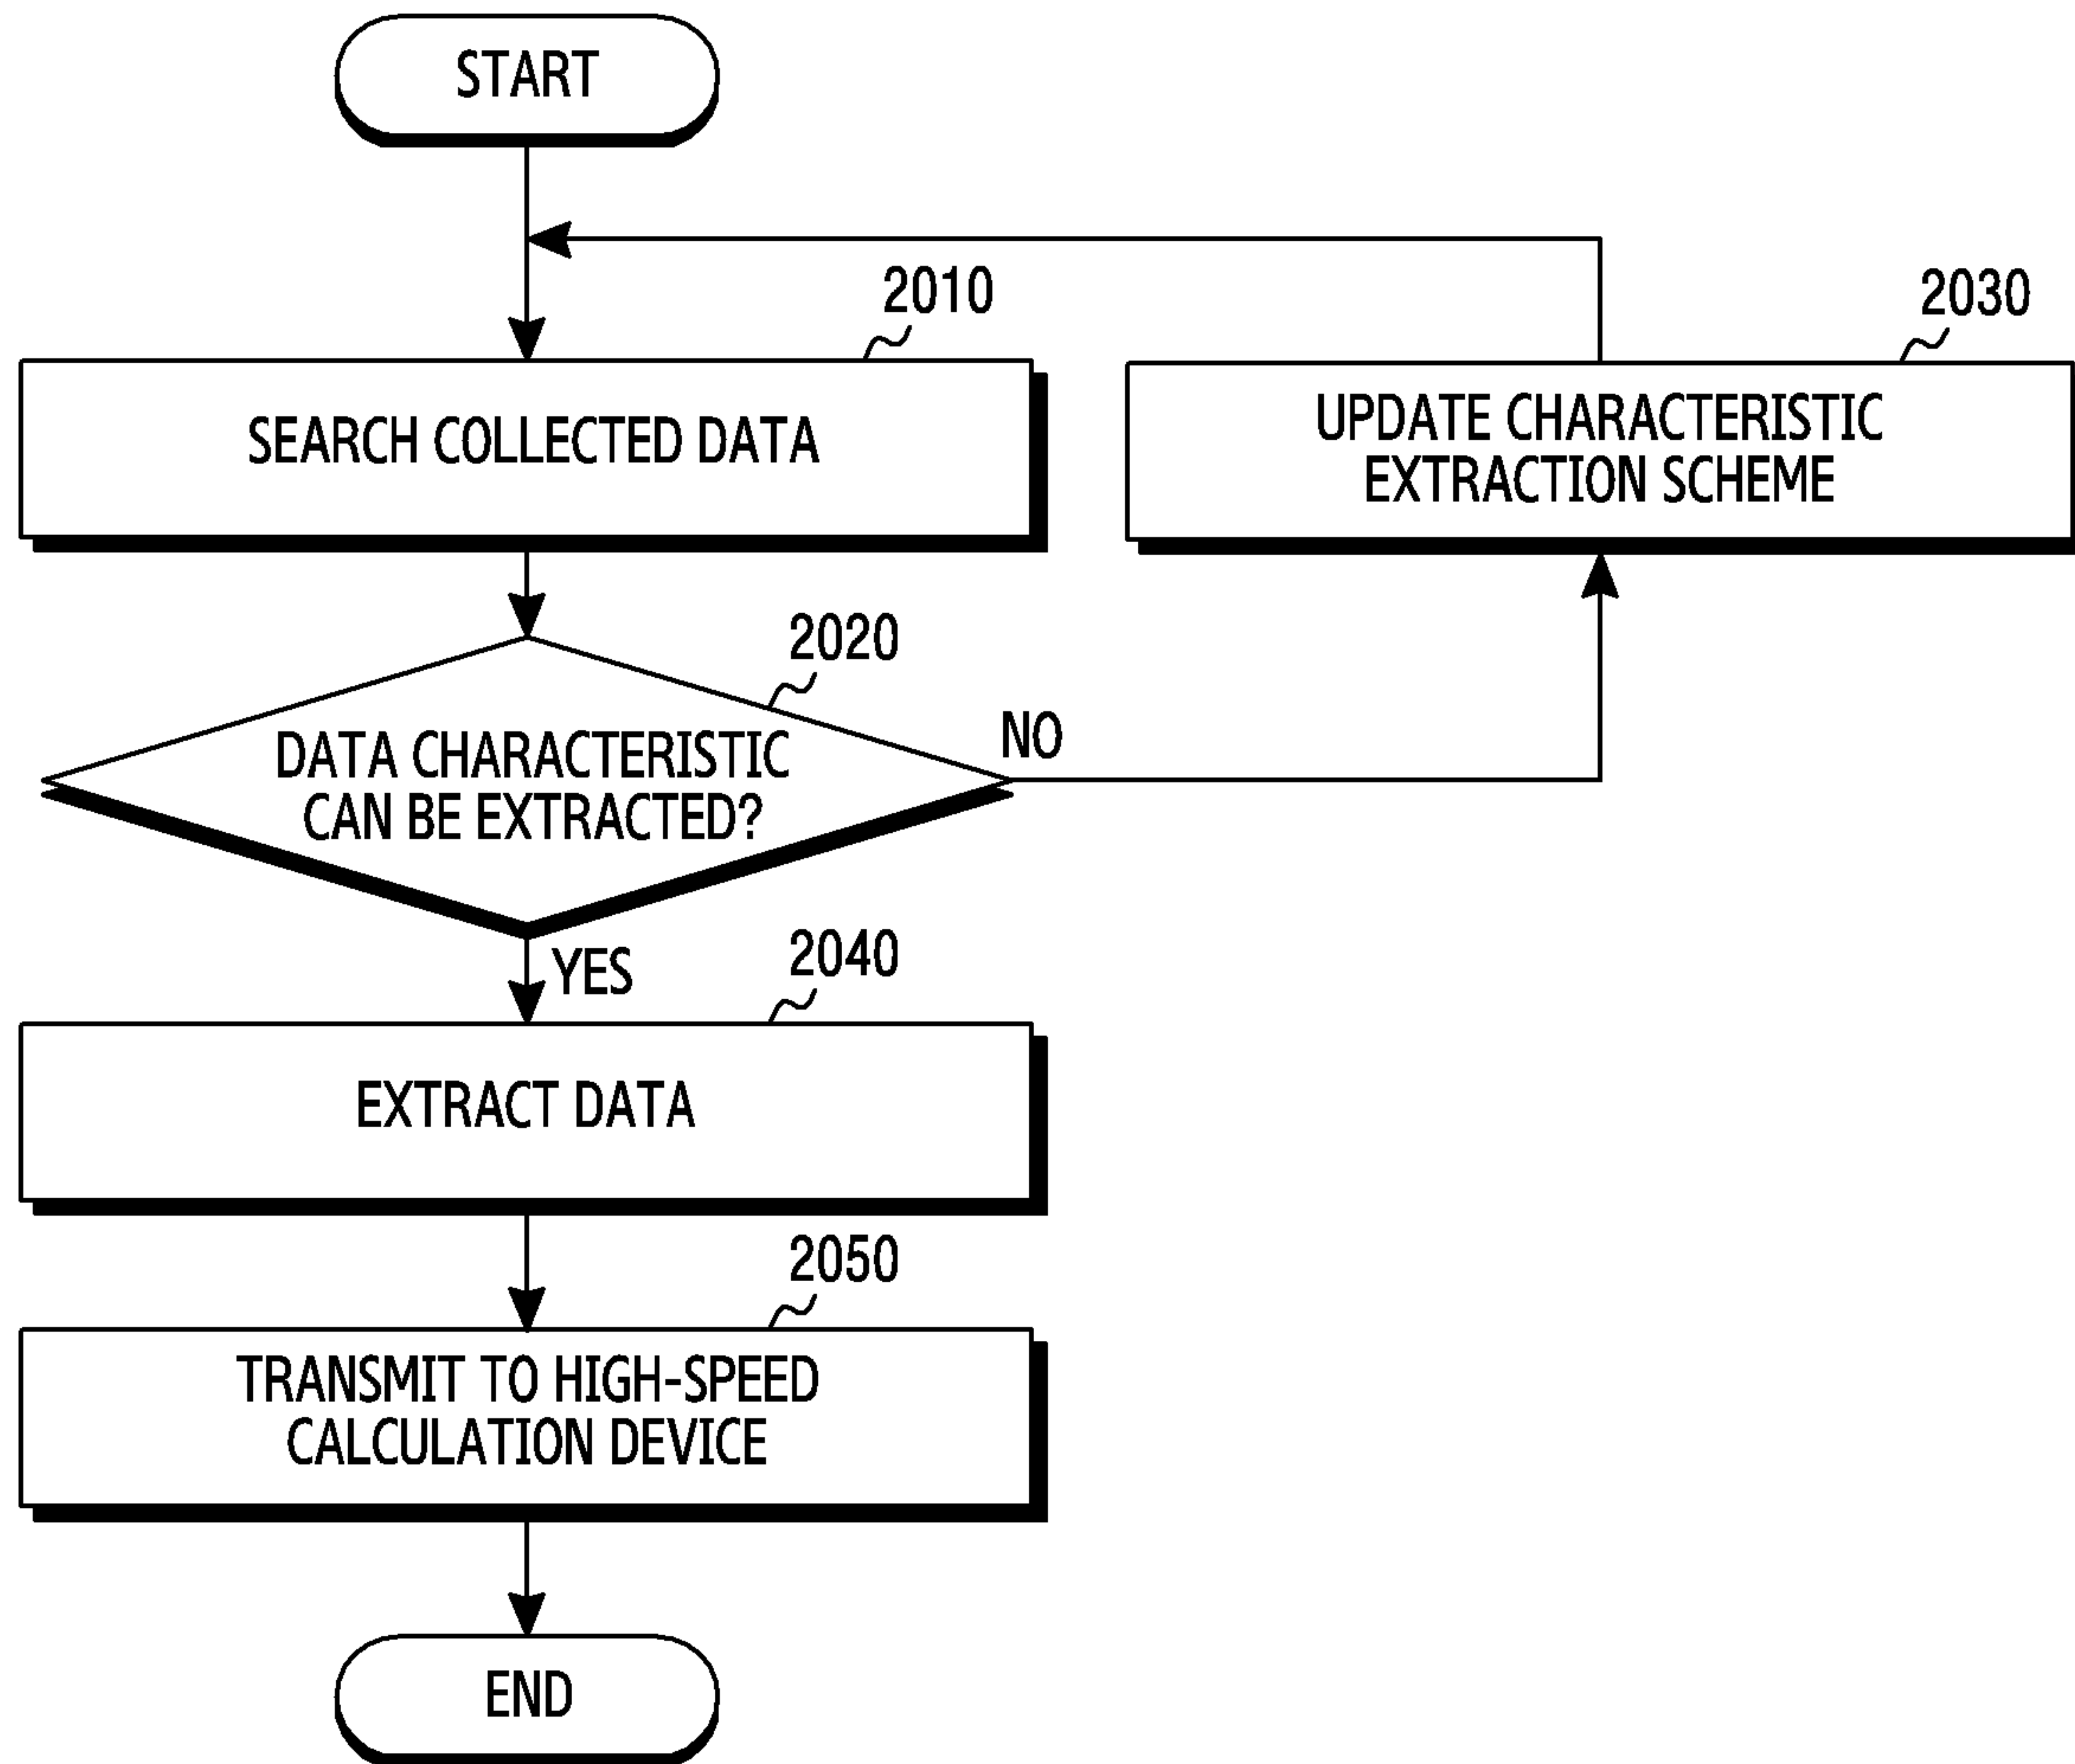 START
2010
SEARCH COLLECTED DATA
2030
UPDATE CHARACTERISTIC
EXTRACTION SCHEME
2020
DATA CHARACTERISTIC
CAN BE EXTRACTED?
NO
YES
2040
EXTRACT DATA
2050
TRANSMIT TO HIGH-SPEED
CALCULATION DEVICE
END